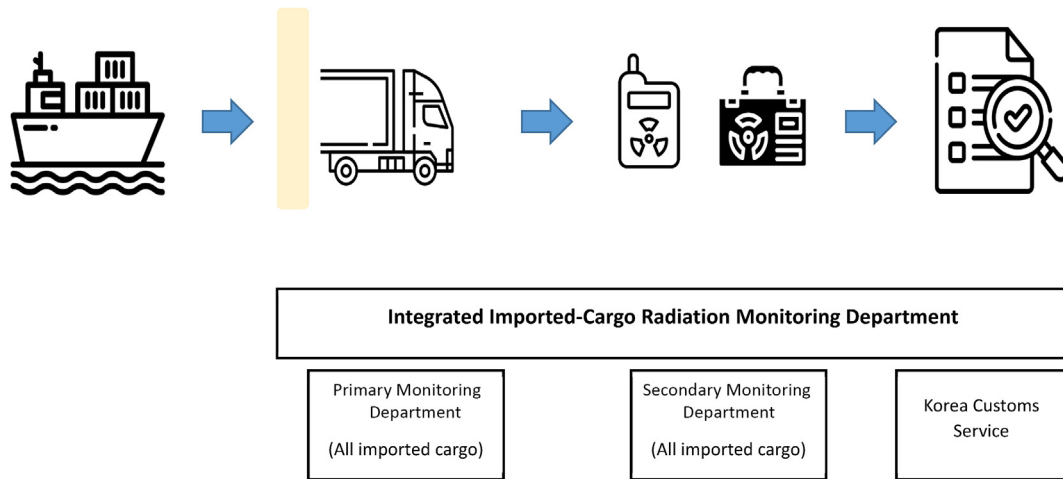 Integrated Imported-Cargo Radiation Monitoring Department
Primary Monitoring
Department
(All imported cargo)
Secondary Monitoring
Department
(All imported cargo)
Korea Customs
Service